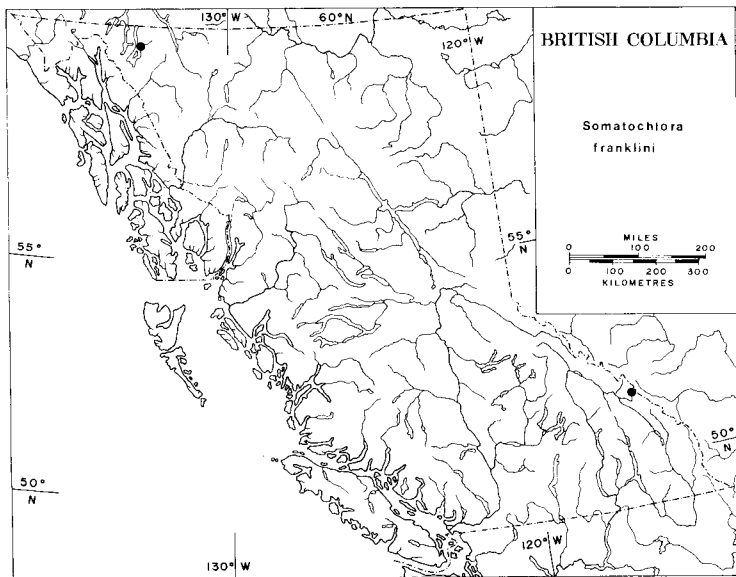 130° W
60° N
120° W
BRITISH COLUMBIA
Somatochlora
franklini
55°
N
55°
N
MILES
0 100 200
0 100 200 300
KILOMETRES
50°
N
50°
N
130° W
120° W